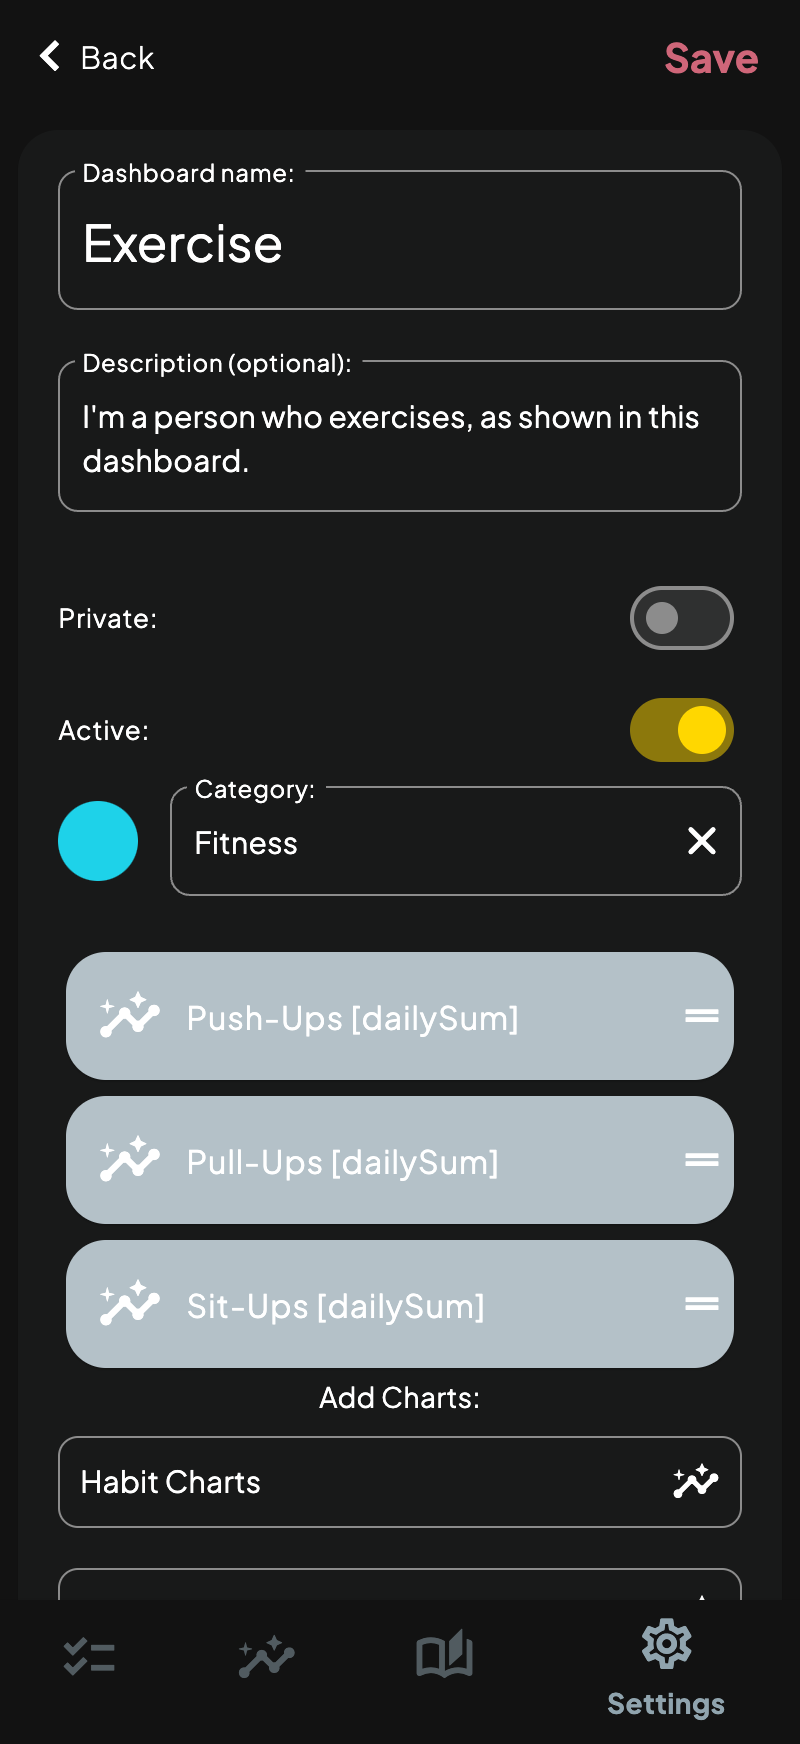 Back
Save
Dashboard name:
Exercise
Description (optional):
I'm a person who exercises, as shown in this
dashboard.
Private:
Active:
Category:
Fitness
Push-Ups [dailySum]
Pull-Ups [dailySum]
Sit-Ups [dailySum]
Add Charts:
Habit Charts
Settings